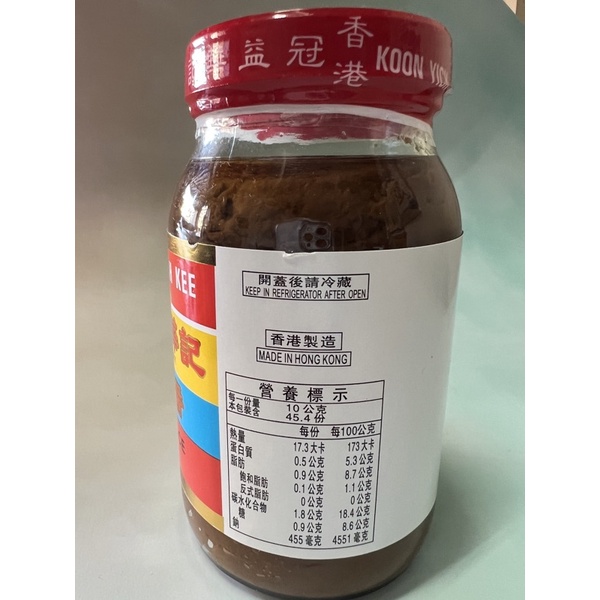 益冠香港 KOON
KEE
記
開蓋後請冷藏
KEEP IN REFRIGERATOR AFTER OPEN
香港製造
MADE IN HONG KONG
營養標示
每一份量 10公克
本包裝含 45.4份
每份 每100公克
熱量 17.3大卡 173大卡
蛋白質 0.5公克 5.3公克
脂肪 0.9公克 8.7公克
飽和脂肪 0.1公克 1.1公克
反式脂肪 0公克 0公克
碳水化合物 1.8公克 18.4公克
糖 0.9公克 8.6公克
鈉 455毫克 4551毫克